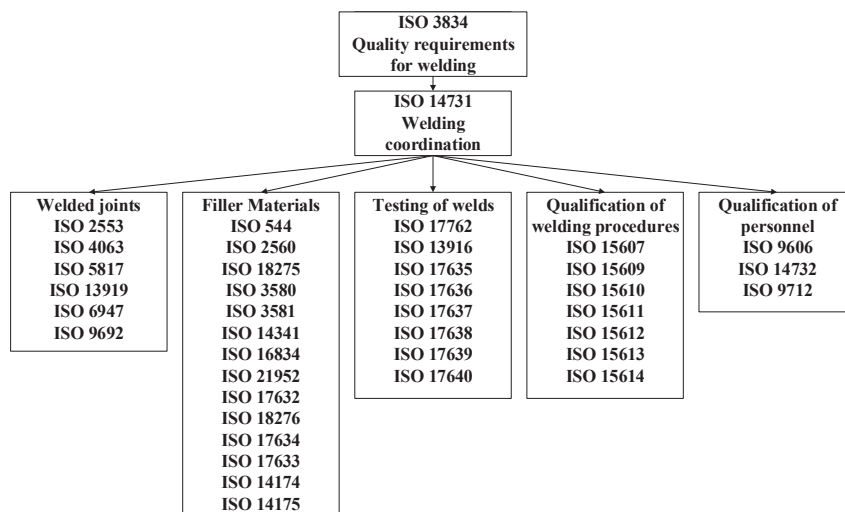 ISO 3834
Quality requirements
for welding
ISO 14731
Welding
coordination
Welded joints
ISO 2553
ISO 4063
ISO 5817
ISO 13919
ISO 6947
ISO 9692
Filler Materials
ISO 544
ISO 2560
ISO 18275
ISO 3580
ISO 3581
ISO 14341
ISO 16834
ISO 21952
ISO 17632
ISO 18276
ISO 17634
ISO 17633
ISO 14174
ISO 14175
Testing of welds
ISO 17762
ISO 13916
ISO 17635
ISO 17636
ISO 17637
ISO 17638
ISO 17639
ISO 17640
Qualification of
welding procedures
ISO 15607
ISO 15609
ISO 15610
ISO 15611
ISO 15612
ISO 15613
ISO 15614
Qualification of
personnel
ISO 9606
ISO 14732
ISO 9712